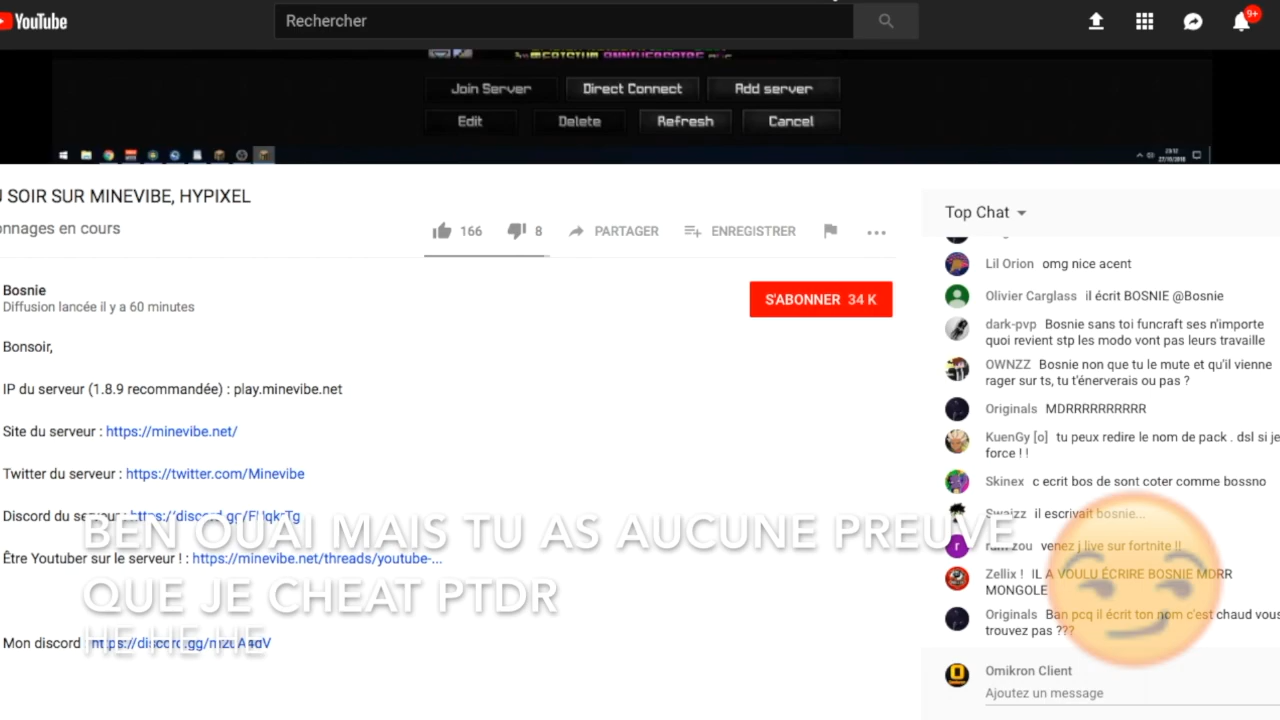 YouTube
Rechercher
9+
ANNIVERSAIRE
Join Server
Direct Connect
Add server
Edit
Delete
Refresh
Cancel
23:12
27/10/2018
SOIR SUR MINEVIBE, HYPIXEL
onnages en cours
166
8
PARTAGER
ENREGISTRER
Bosnie
Diffusion lancée il y a 60 minutes
S'ABONNER 34 K
Bonsoir,
IP du serveur (1.8.9 recommandée) : play.minevibe.net
Site du serveur : https://minevibe.net/
Twitter du serveur : https://twitter.com/Minevibe
Discord du serveur
Être Youtuber sur le serveur ! : https://minevibe.net/threads/youtube-...
Mon discord
BEN OUAI MAIS TU AS AUCUNE PREUVE
QUE JE CHEAT PTDR
HE HE HE
Top Chat
Lil Orion omg nice acent
Olivier Carglass il écrit BOSNIE @Bosnie
dark-pvp Bosnie sans toi funcraft ses n'importe
quoi revient stp les modo vont pas leurs travaille
OWNZZ Bosnie non que tu le mute et qu'il vienne
rager sur ts, tu t'énerverais ou pas ?
Originals MDRRRRRRRRRR
KuenGy [o] tu peux redire le nom de pack . dsl si je
force ! !
Skinex c ecrit bos de sont coter comme bossno
Swaizz il escrivait bosnie...
zou venez j live sur fortnite !!
Zellix ! IL A VOULU ÉCRIRE BOSNIE MDRR
MONGOLE
Originals Ban pcq il écrit ton nom c'est chaud vous
trouvez pas ???
Omikron Client
Ajoutez un message